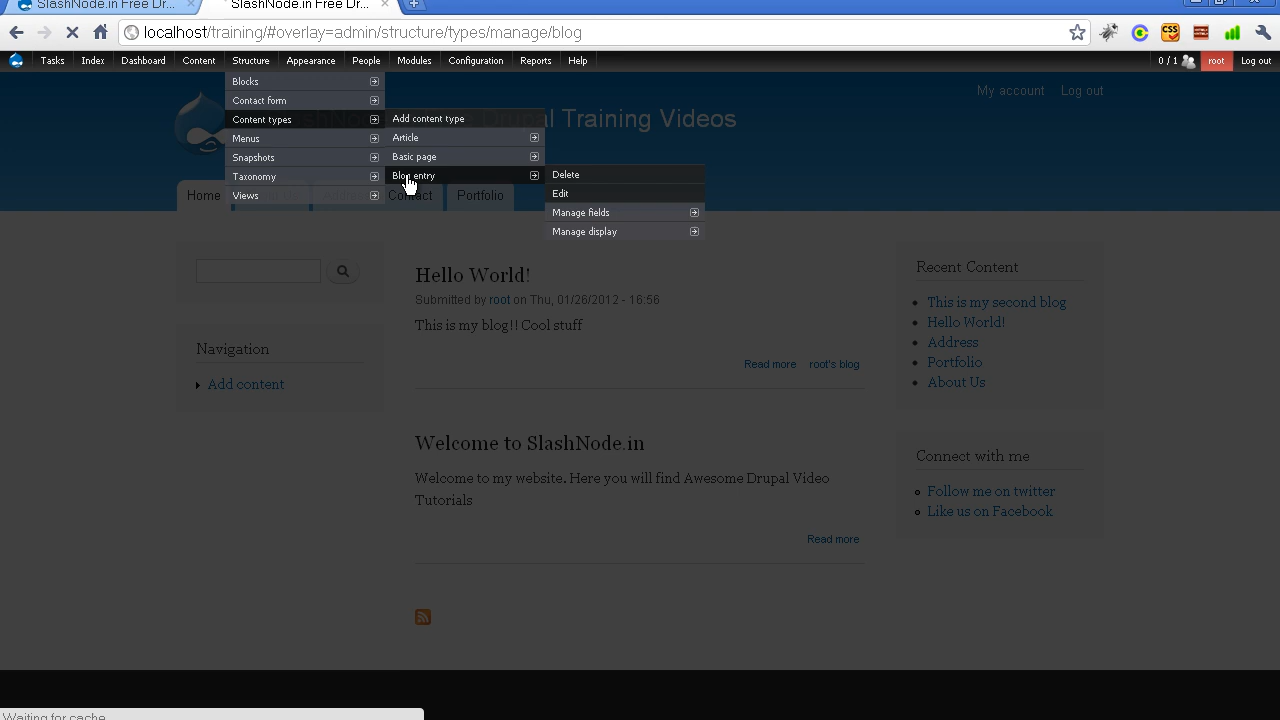 SlashNode.in Free Dr...
SlashNode.in Free Dr...
localhost/training/#overlay=admin/structure/types/manage/blog
Tasks Index Dashboard Content Structure Appearance People Modules Configuration Reports Help 0 / 1 root Log out
Blocks
Contact form
Content types
Menus
Snapshots
Taxonomy
Views
Add content type
Article
Basic page
Blog entry
Delete
Edit
Manage fields
Manage display
My account Log out
Drupal Training Videos
Home Contact Portfolio
Navigation
Add content
Hello World!
Submitted by root on Thu, 01/26/2012 - 16:56
This is my blog!! Cool stuff
Read more root's blog
Welcome to SlashNode.in
Welcome to my website. Here you will find Awesome Drupal Video
Tutorials
Read more
Recent Content
This is my second blog
Hello World!
Address
Portfolio
About Us
Connect with me
Follow me on twitter
Like us on Facebook
Waiting for cache...